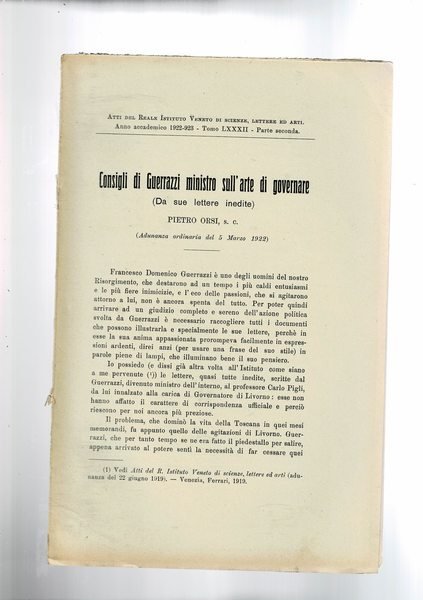 ATTI DEL REALE ISTITUTO VENETO DI SCIENZE, LETTERE ED ARTI.
Anno accademico 1922-923 - Tomo LXXXII - Parte seconda.
Consigli di Guerrazzi ministro sull'arte di governare
(Da sue lettere inedite)
PIETRO ORSI, s. c.
(Adunanza ordinaria del 5 Marzo 1922)
Francesco Domenico Guerrazzi è uno degli uomini del nostro
Risorgimento, che destarono ad un tempo i più caldi entusiasmi
e le più fiere inimicizie, e l'eco delle passioni, che si agitarono
attorno a lui, non è ancora spenta del tutto. Per poter quindi
arrivare ad un giudizio completo e sereno dell'azione politica
svolta da Guerrazzi è necessario raccogliere tutti i documenti
che possono illustrarla e specialmente le sue lettere, perchè in
esse la sua anima appassionata prorompeva facilmente in espres-
sioni ardenti, direi anzi (per usare una frase del suo stile) in
parole piene di lampi, che illuminano bene il suo pensiero.
Io possiedo (e dissi già altra volta all'Istituto come siano
a me pervenute (¹)) le lettere, quasi tutte inedite, scritte dal
Guerrazzi, divenuto ministro dell'interno, al professore Carlo Pigli,
da lui innalzato alla carica di Governatore di Livorno: esse non
hanno affatto il carattere di corrispondenza ufficiale e perciò
riescono per noi ancora più preziose.
Il problema, che dominò la vita della Toscana in quei mesi
memorandi, fu appunto quello delle agitazioni di Livorno. Guer-
razzi, che per tanto tempo se ne era fatto il piedestallo per salire,
appena arrivato al potere sentì la necessità di far cessare quei
(1) Vedi Atti del R. Istituto Veneto di scienze, lettere ed arti (adu-
nanza del 22 giugno 1919). — Venezia, Ferrari, 1919.